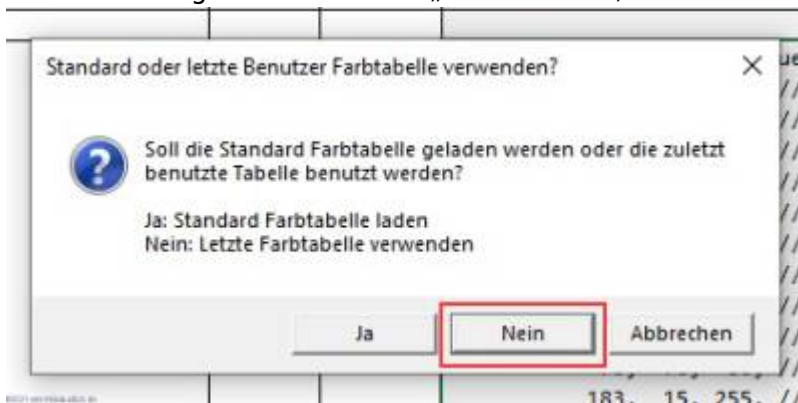 Standard oder letzte Benutzer Farbtabelle verwenden?
ue
//
//
Soll die Standard Farbtabelle geladen werden oder die zuletzt
benutzte Tabelle benutzt werden?
Ja: Standard Farbtabelle laden
Nein: Letzte Farbtabelle verwenden
Ja Nein Abbrechen
183, 15, 255, //